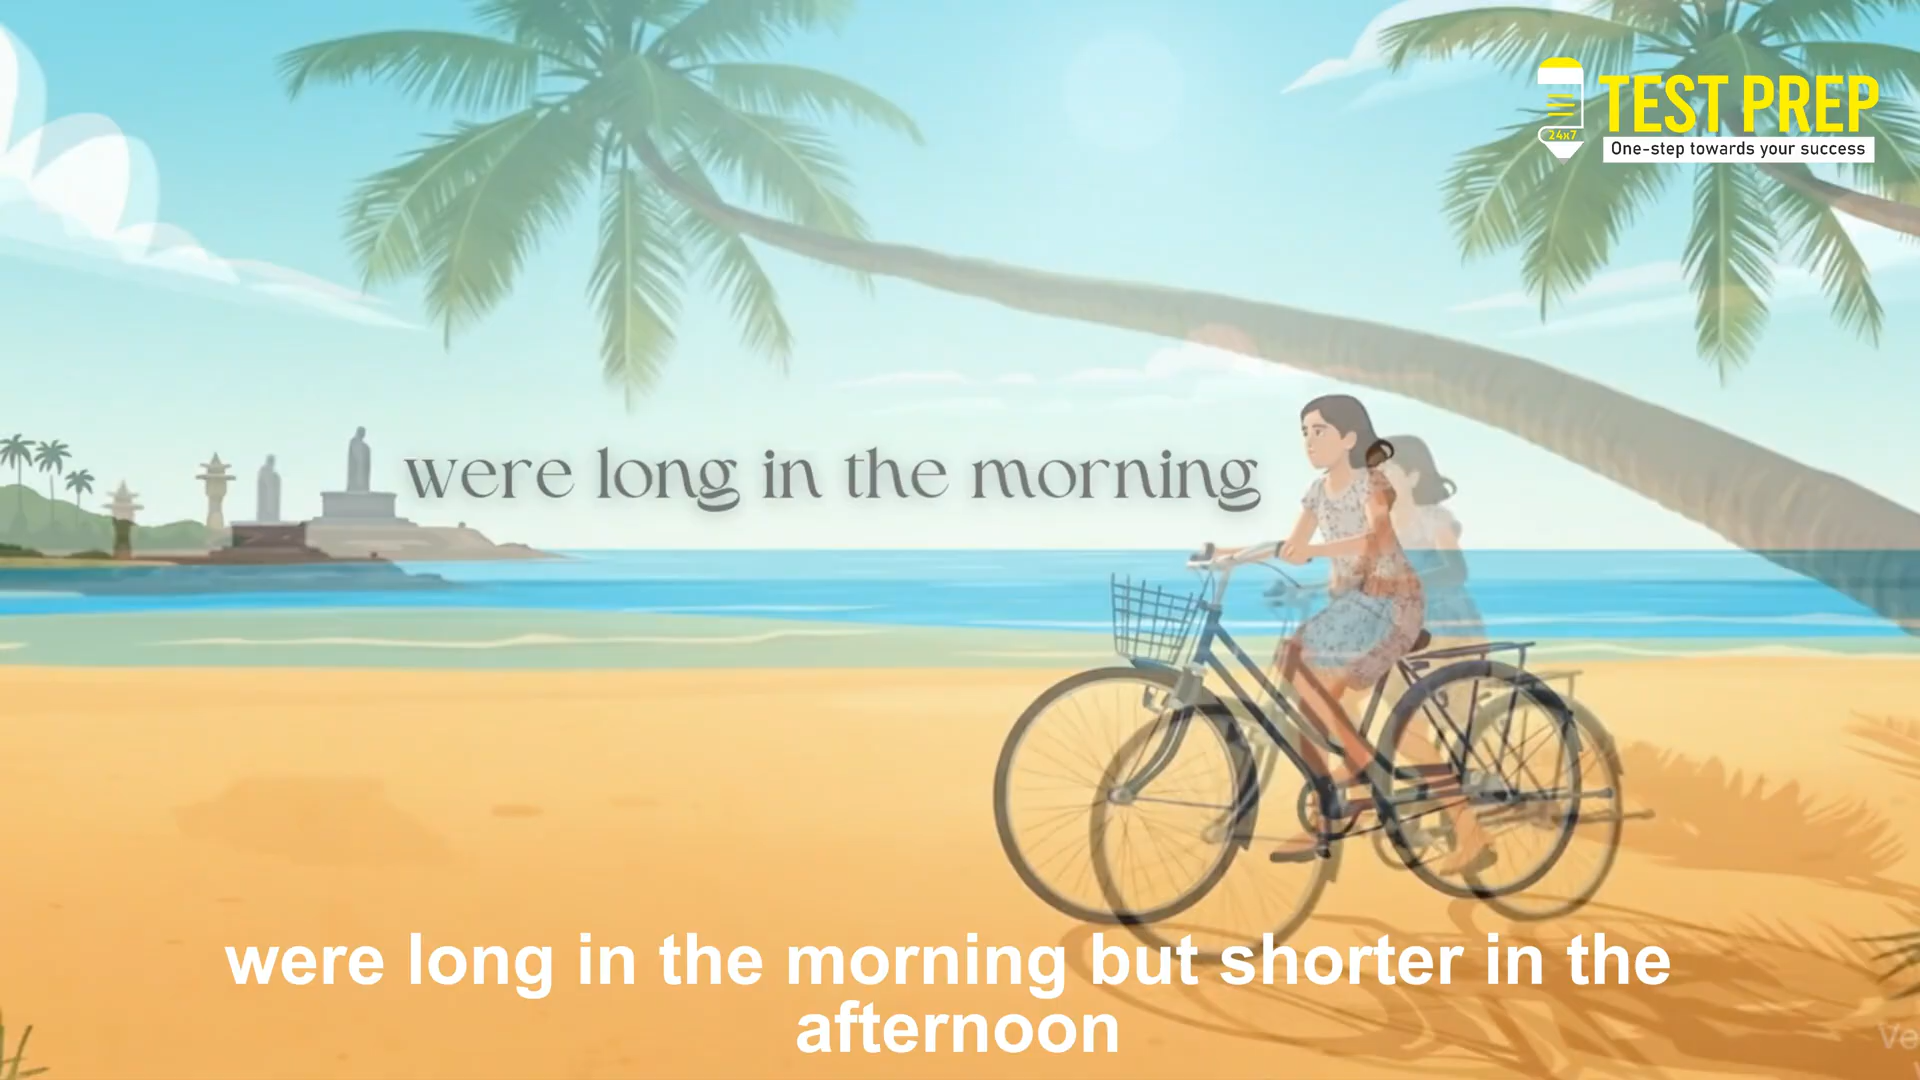 TEST PREP
24x7
One-step towards your success
were long in the morning
were long in the morning but shorter in the
afternoon